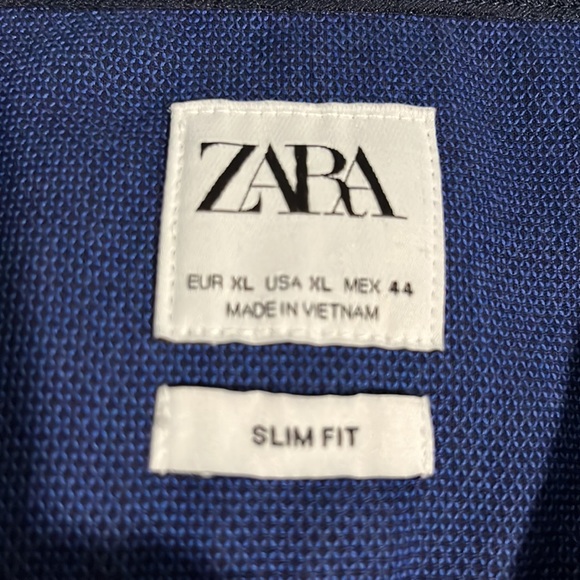 ZARA
EUR XL USA XL MEX 44
MADE IN VIETNAM
SLIM FIT